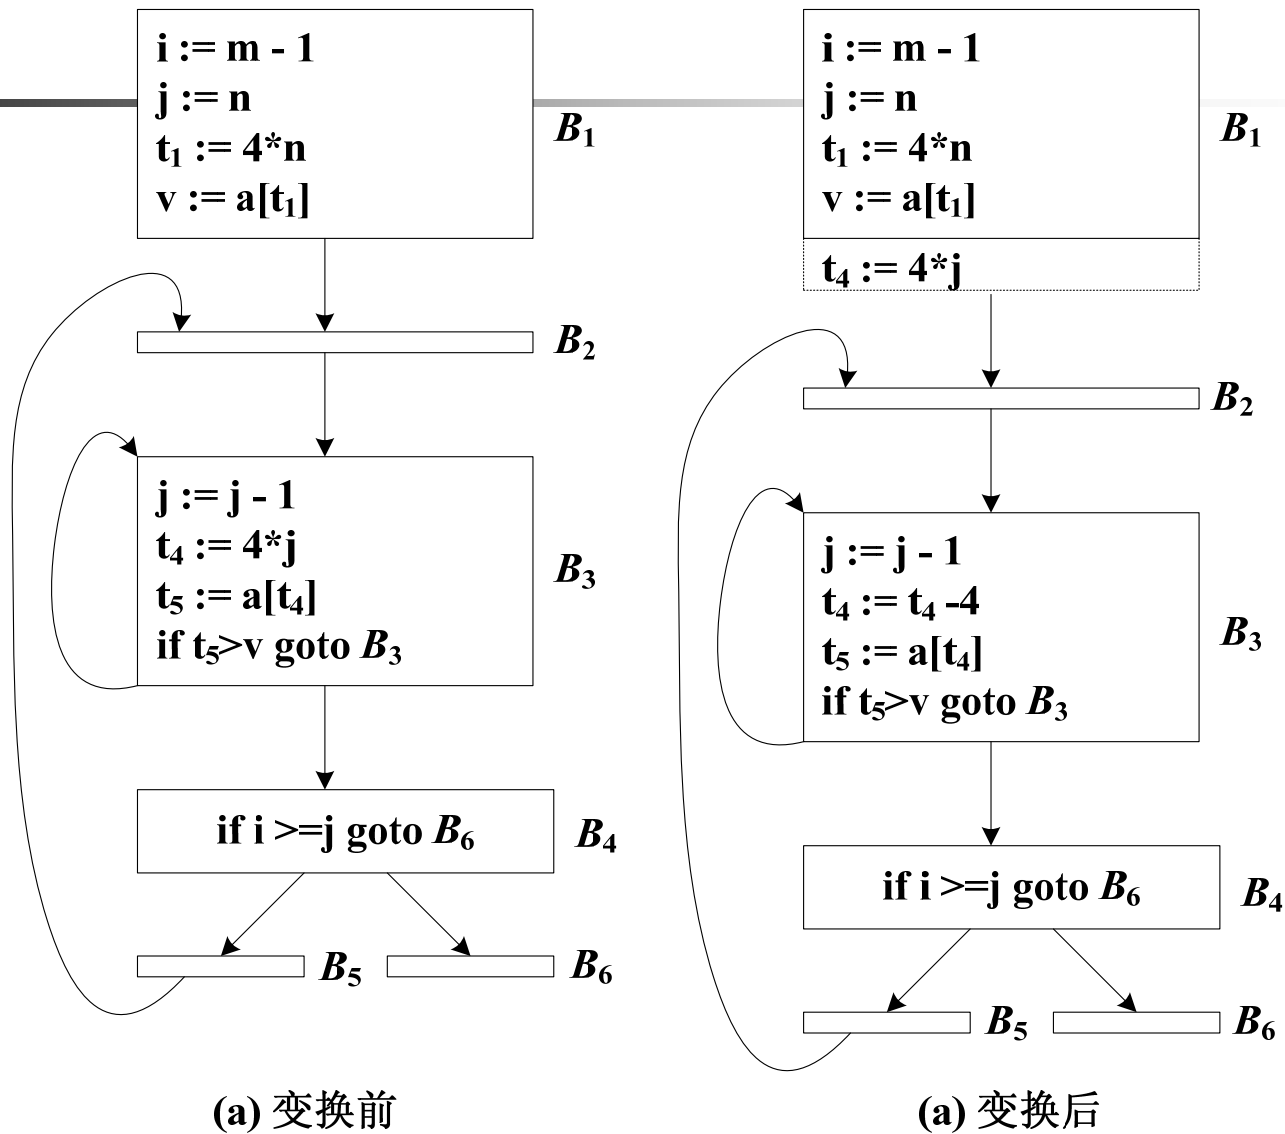 i := m - 1
j := n
t₁ := 4*n
v := a[t₁]
B₁
B₂
j := j - 1
t₄ := 4*j
t₅ := a[t₄]
if t₅>v goto B₃
B₃
if i >=j goto B₆
B₄
B₅
B₆
(a) 变换前
i := m - 1
j := n
t₁ := 4*n
v := a[t₁]
B₁
t₄ := 4*j
B₂
j := j - 1
t₄ := t₄ -4
t₅ := a[t₄]
if t₅>v goto B₃
B₃
if i >=j goto B₆
B₄
B₅
B₆
(a) 变换后